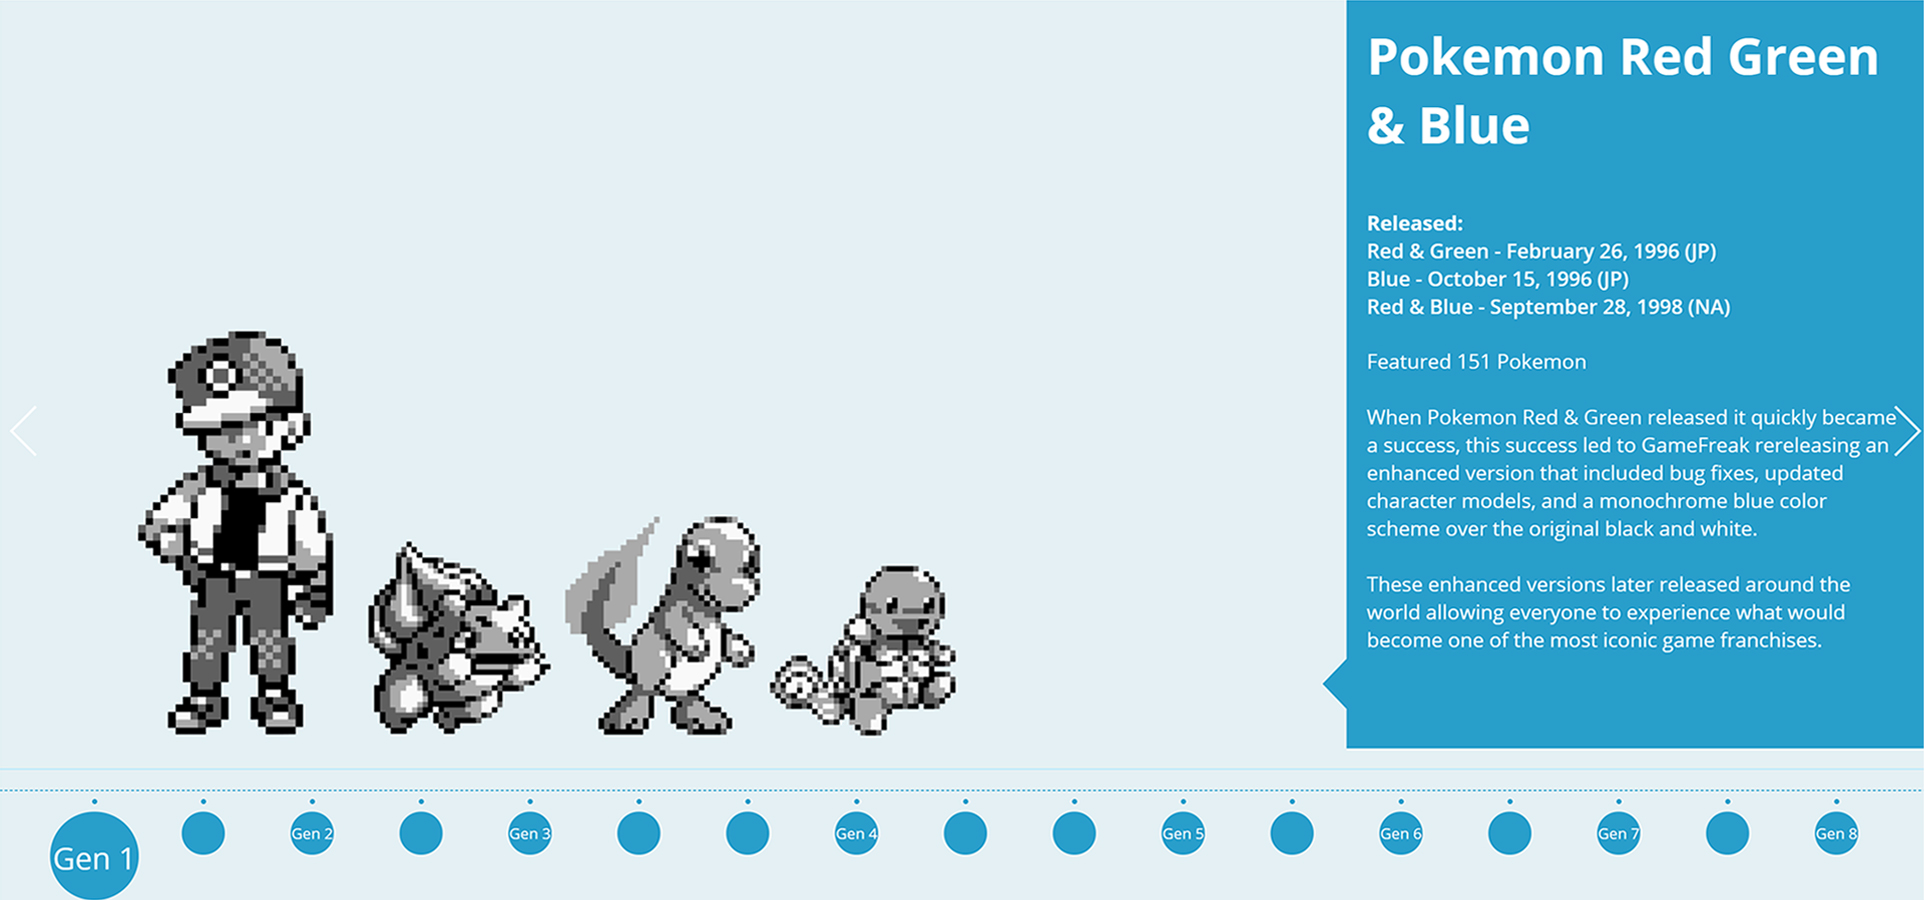 Pokemon Red Green
& Blue
Released:
Red & Green - February 26, 1996 (JP)
Blue - October 15, 1996 (JP)
Red & Blue - September 28, 1998 (NA)
Featured 151 Pokemon
When Pokemon Red & Green released it quickly became
a success, this success led to GameFreak rereleasing an
enhanced version that included bug fixes, updated
character models, and a monochrome blue color
scheme over the original black and white.
These enhanced versions later released around the
world allowing everyone to experience what would
become one of the most iconic game franchises.
Gen 1
Gen 2
Gen 3
Gen 4
Gen 5
Gen 6
Gen 7
Gen 8